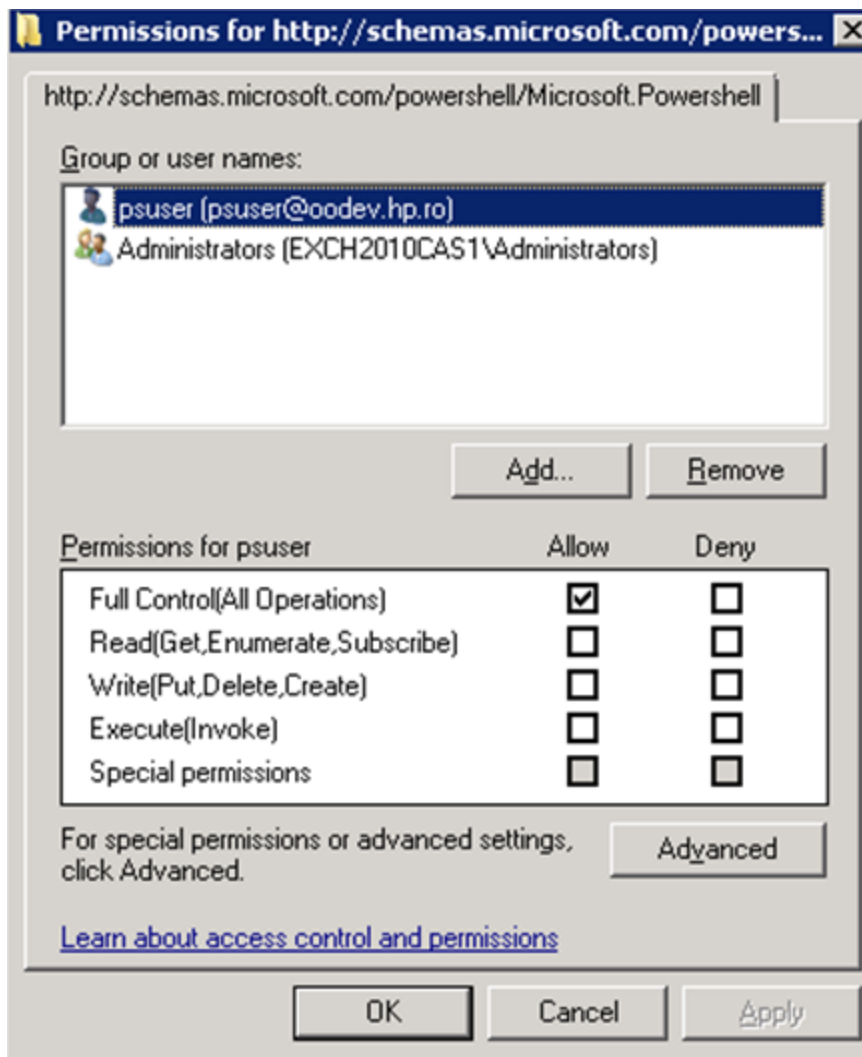 Permissions for http://schemas.microsoft.com/powers...
http://schemas.microsoft.com/powershell/Microsoft.Powershell
Group or user names:
psuser (psuser@oodev.hp.ro)
Administrators (EXCH2010CAS1\Administrators)
Add... Remove
Permissions for psuser Allow Deny
Full Control(All Operations)
Read(Get,Enumerate,Subscribe)
Write(Put,Delete,Create)
Execute(Invoke)
Special permissions
For special permissions or advanced settings,
click Advanced.
Advanced
Learn about access control and permissions
OK Cancel Apply